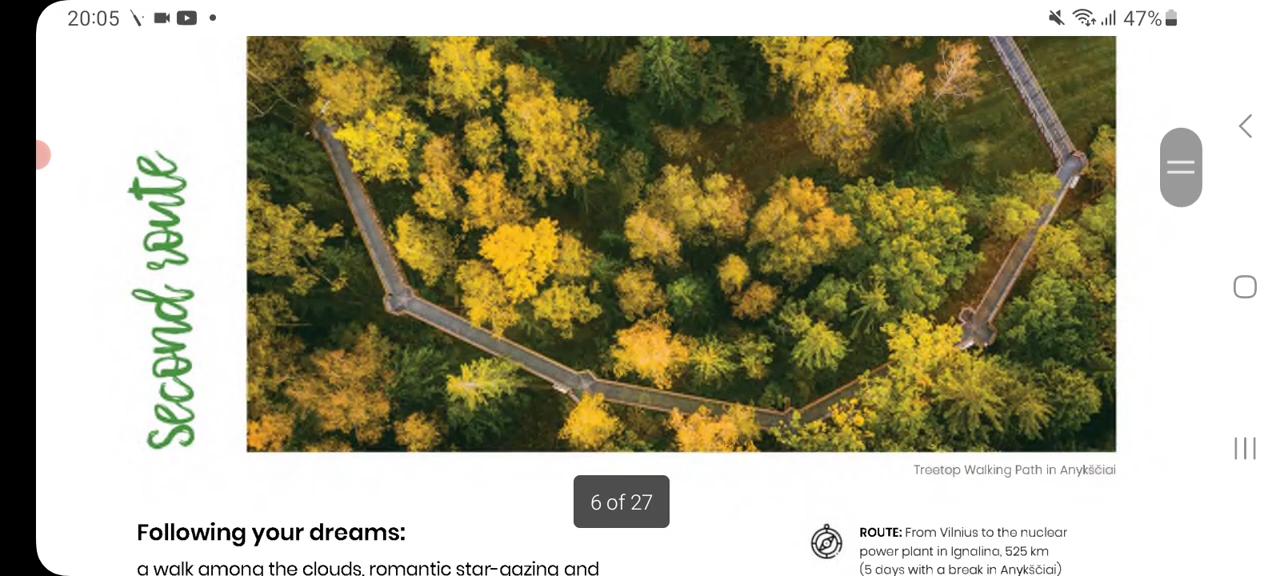 20:05
47%
Second route
Treetop Walking Path in Anykščiai
6 of 27
Following your dreams:
a walk among the clouds, romantic star-gazing and
ROUTE: From Vilnius to the nuclear
power plant in Ignalina, 525 km
(5 days with a break in Anykščiai)